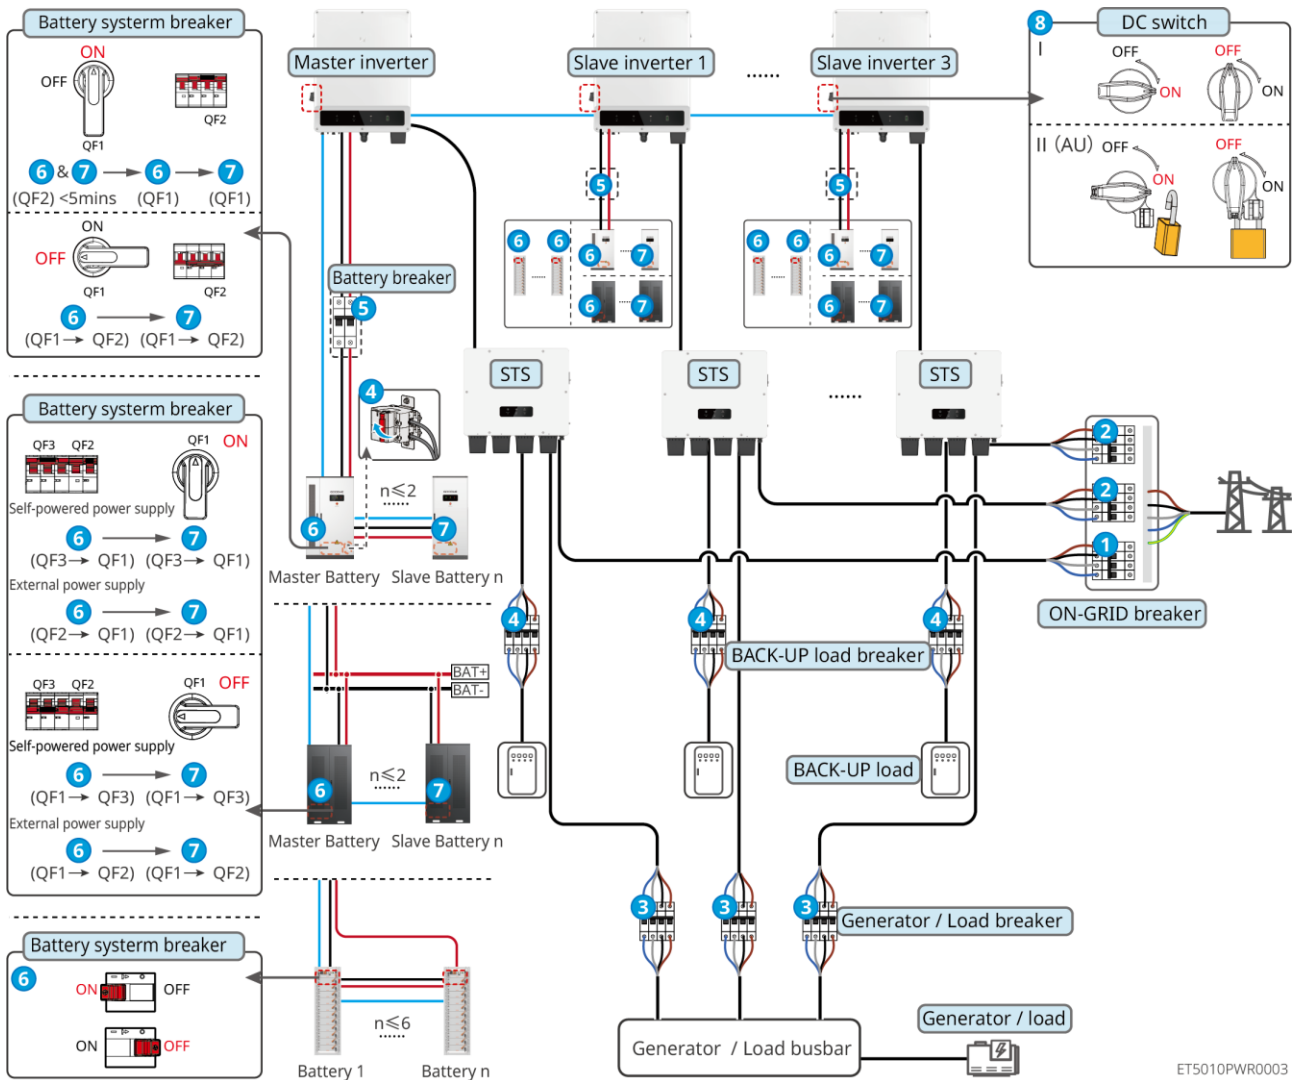 Battery systerm breaker
ON
OFF
QF1
QF2
6 & 7 6 7
(QF2) <5mins (QF1) (QF1)
ON
OFF
QF1
QF2
6 7
(QF1→ QF2) (QF1→ QF2)
Battery systerm breaker
QF3 QF2
QF1 ON
Self-powered power supply
6 7
(QF3→ QF1) (QF3→ QF1)
External power supply
6 7
(QF2→ QF1) (QF2→ QF1)
QF3 QF2
QF1 OFF
Self-powered power supply
6 7
(QF1→ QF3) (QF1→ QF3)
External power supply
6 7
(QF1→ QF2) (QF1→ QF2)
Battery systerm breaker
6
ON OFF
ON OFF
Master inverter
Slave inverter 1
......
Slave inverter 3
8
DC switch
I
OFF
ON
OFF
ON
II (AU)
OFF
ON
OFF
ON
5
5
6 6 6 ...... 7
......
6 ...... 7
6 6 6 ...... 7
......
6 ...... 7
Battery breaker
5
4
STS
STS
......
STS
6
n≤2
......
7
Master Battery Slave Battery n
BAT+
BAT-
6
n≤2
......
7
Master Battery Slave Battery n
n≤6
......
Battery 1 Battery n
2
2
1
ON-GRID breaker
4
4
4
BACK-UP load breaker
BACK-UP load
3
3
3
Generator / Load breaker
Generator / Load busbar
Generator / load
ET5010PWR0003